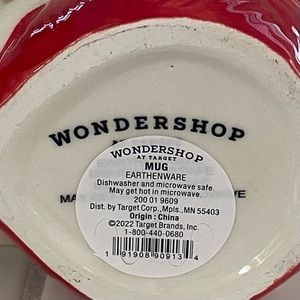 WONDERSHOP
MA
VE
WONDERSHOP
AT TARGET
MUG
EARTHENWARE
Dishwasher and microwave safe.
May get hot in microwave.
200 01 9609
Dist. by Target Corp., Mpls., MN 55403
Origin : China
©2022 Target Brands, Inc.
1-800-440-0680
1 91908 90913 4